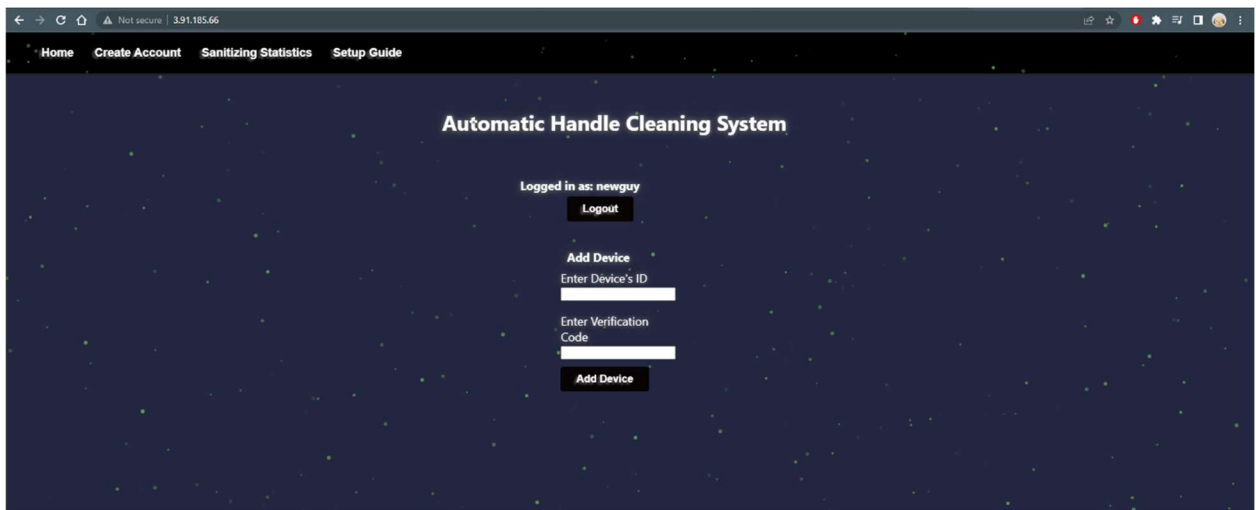 Not secure | 3.91.185.66
Home Create Account Sanitizing Statistics Setup Guide
Automatic Handle Cleaning System
Logged in as: newguy
Logout
Add Device
Enter Device's ID
Enter Verification
Code
Add Device